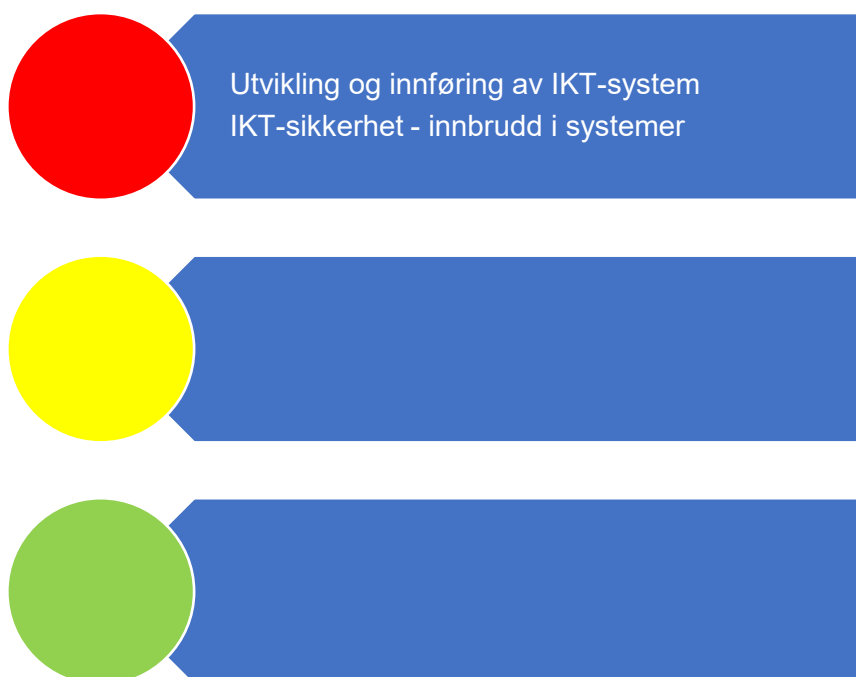 Utvikling og innføring av IKT-system
IKT-sikkerhet - innbrudd i systemer